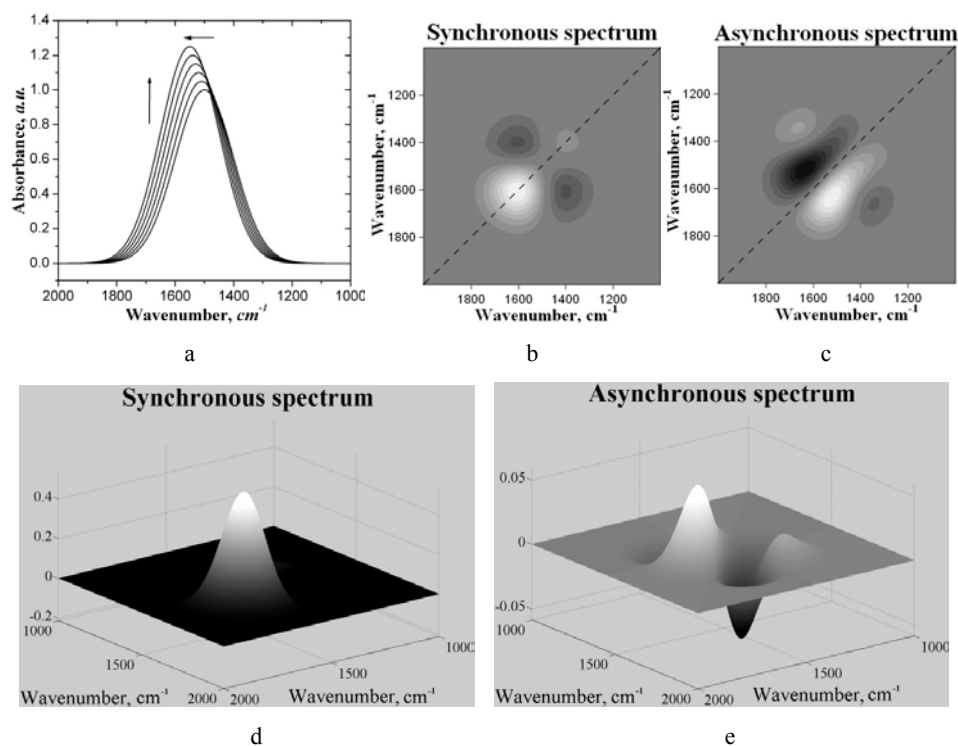 1.4
1.2
1.0
0.8
0.6
0.4
0.2
0.0
Absorbance, a.u.
2000 1800 1600 1400 1200 1000
Wavenumber, cm-1
a
Synchronous spectrum
1200
1400
1600
1800
Wavenumber, cm-1
1800 1600 1400 1200
Wavenumber, cm-1
b
Asynchronous spectrum
1200
1400
1600
1800
Wavenumber, cm-1
1800 1600 1400 1200
Wavenumber, cm-1
c
Synchronous spectrum
0.4
0.2
0
-0.2
1000
1500
2000
Wavenumber, cm-1
2000
1500
1000
Wavenumber, cm-1
d
Asynchronous spectrum
0.05
0
-0.05
1000
1500
2000
Wavenumber, cm-1
2000
1500
1000
Wavenumber, cm-1
e